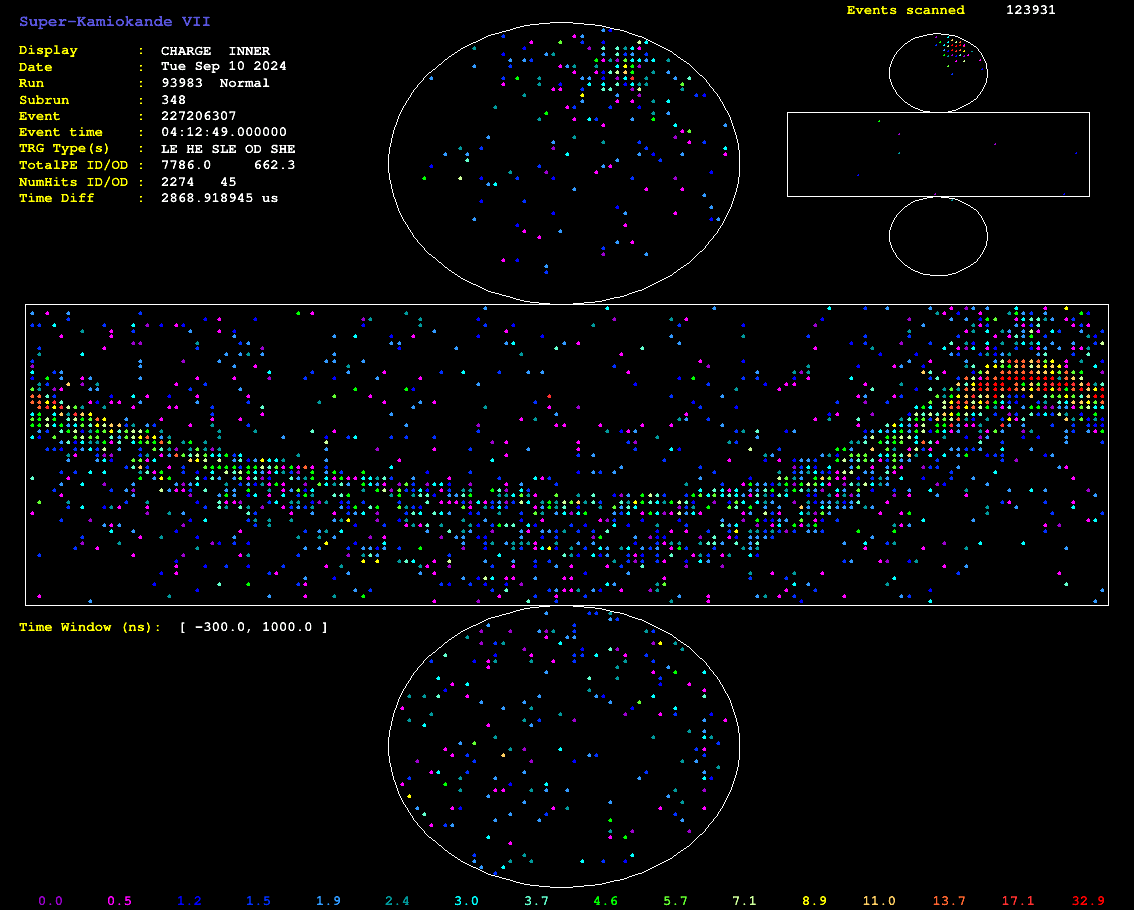 Super-Kamiokande VII
Events scanned 123931
Display : CHARGE INNER
Date : Tue Sep 10 2024
Run : 93983 Normal
Subrun : 348
Event : 227206307
Event time : 04:12:49.000000
TRG Type(s) : LE HE SLE OD SHE
TotalPE ID/OD : 7786.0 662.3
NumHits ID/OD : 2274 45
Time Diff : 2868.918945 us
Time Window (ns): [ -300.0, 1000.0 ]
0.0 0.5 1.2 1.5 1.9 2.4 3.0 3.7 4.6 5.7 7.1 8.9 11.0 13.7 17.1 32.9